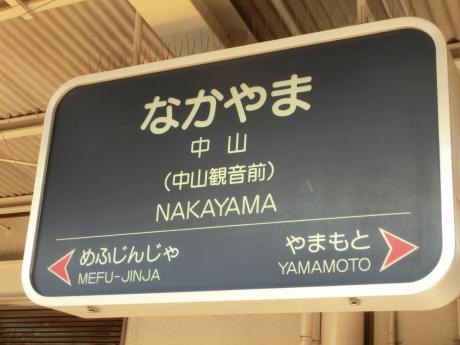 なかやま
中山
(中山観音前)
NAKAYAMA
めふじんじゃ
MEFU-JINJA
やまもと
YAMAMOTO